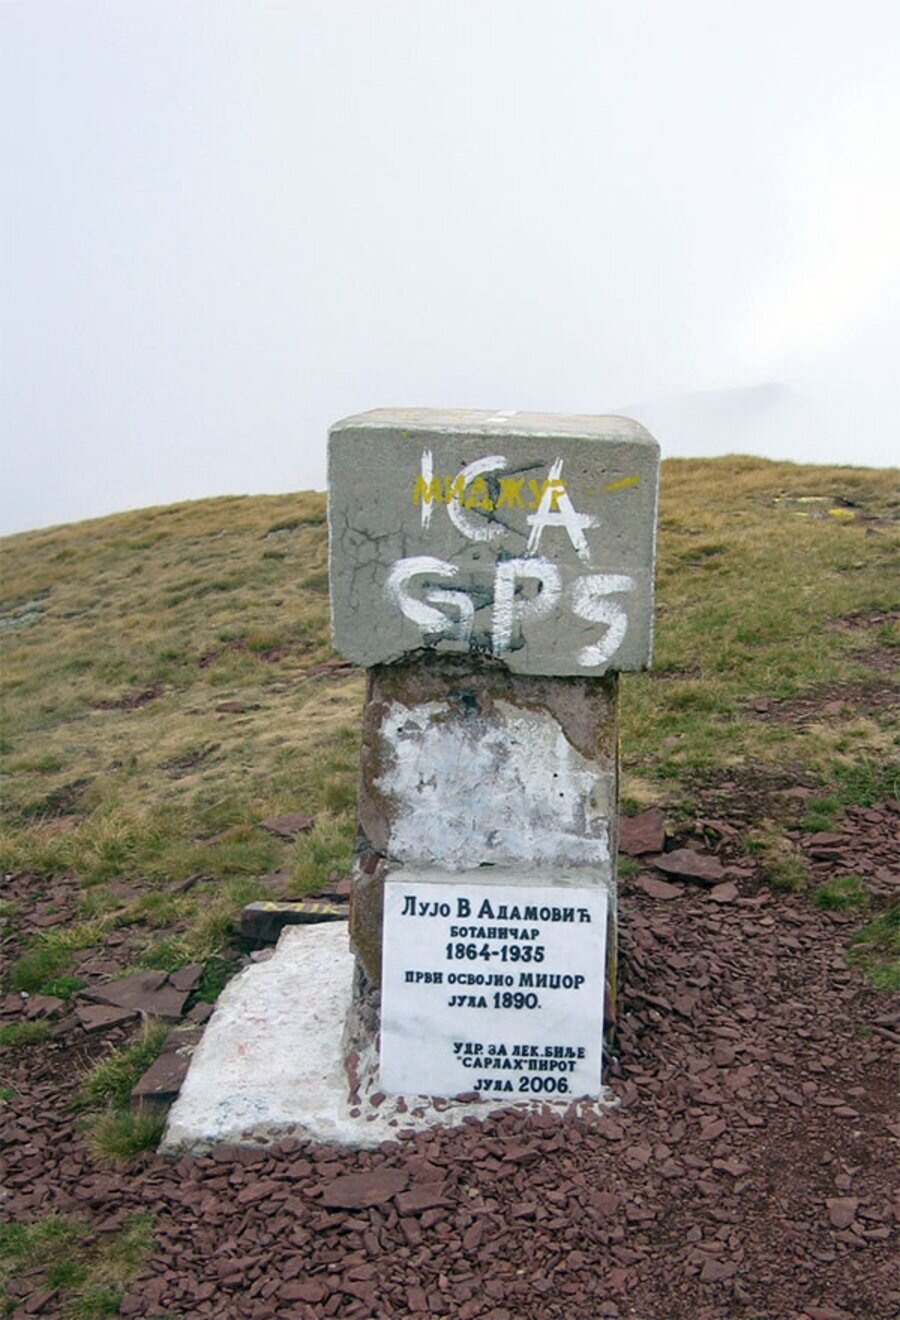 ICA
МИДЖУР
GPS
Лујо В Адамовић
БОТАНИЧАР
1864-1935
ПРВИ ОСВОЈИО МИЏОР
ЈУЛА 1890.
УДР. ЗА ЛЕК.БИЉЕ
"САРЛАХ" ПИРОТ
ЈУЛА 2006.